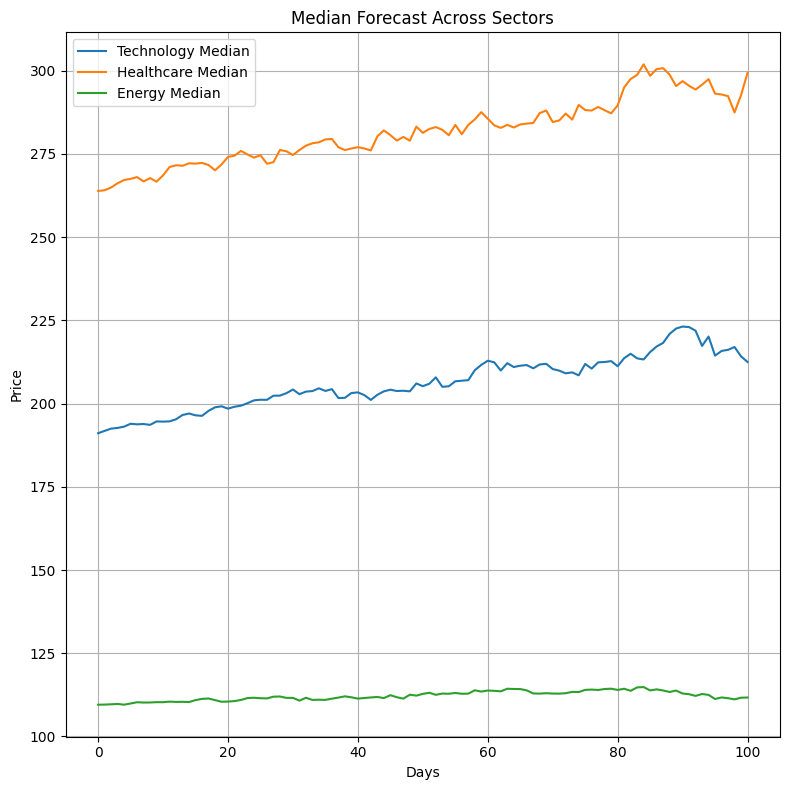 Median Forecast Across Sectors
Technology Median
Healthcare Median
Energy Median
300
275
250
225
200
175
150
125
100
Price
0 20 40 60 80 100
Days